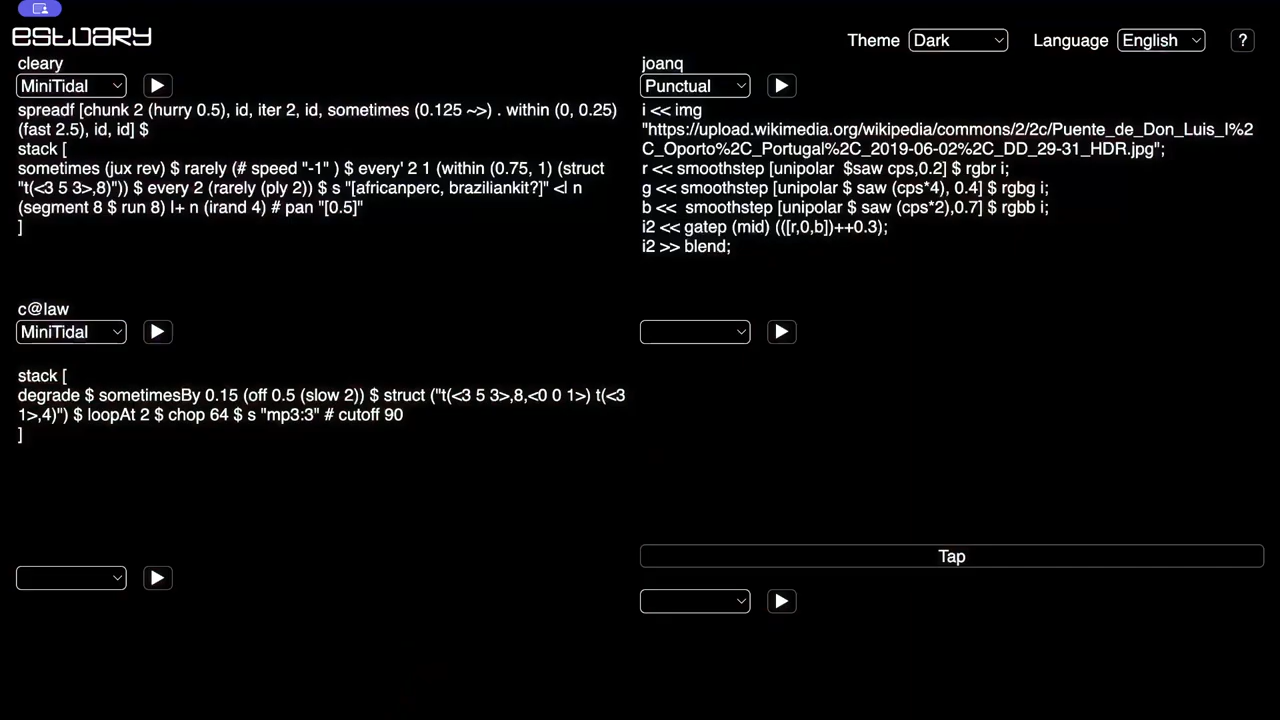 estuary
Theme Dark Language English ?
cleary
MiniTidal
spreadf [chunk 2 (hurry 0.5), id, iter 2, id, sometimes (0.125 ~>) . within (0, 0.25)
(fast 2.5), id, id] $
stack [
sometimes (jux rev) $ rarely (# speed "-1" ) $ every' 2 1 (within (0.75, 1) (struct
"t(<3 5 3>,8)")) $ every 2 (rarely (ply 2)) $ s "[africanperc, braziliankit?]" <| n
(segment 8 $ run 8) |+ n (irand 4) # pan "[0.5]"
]
joanq
Punctual
i << img
"https://upload.wikimedia.org/wikipedia/commons/2/2c/Puente_de_Don_Luis_I%2
C_Oporto%2C_Portugal%2C_2019-06-02%2C_DD_29-31_HDR.jpg";
r << smoothstep [unipolar  $saw cps,0.2] $ rgbr i;
g << smoothstep [unipolar $ saw (cps*4), 0.4] $ rgbg i;
b <<  smoothstep [unipolar $ saw (cps*2),0.7] $ rgbb i;
i2 << gatep (mid) (([r,0,b])++0.3);
i2 >> blend;
c@law
MiniTidal
stack [
degrade $ sometimesBy 0.15 (off 0.5 (slow 2)) $ struct ("t(<3 5 3>,8,<0 0 1>) t(<3
1>,4)") $ loopAt 2 $ chop 64 $ s "mp3:3" # cutoff 90
]
Tap